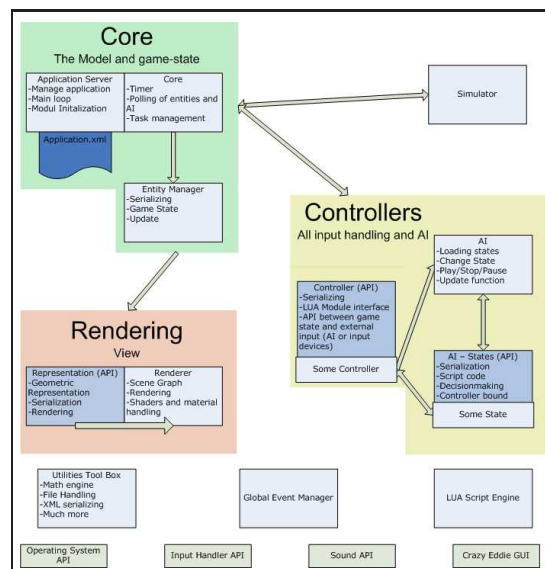 Core
The Model and game-state
Application Server
-Manage application
-Main loop
-Modul Initalization
Core
-Timer
-Polling of entities and
AI
-Task management
Application.xml
Simulator
Entity Manager
-Serializing
-Game State
-Update
Controllers
All input handling and AI
AI
-Loading states
-Change State
-Play/Stop/Pause
-Update function
Controller (API)
-Serializing
-LUA Module interface
-API between game
state and external
input (AI or input
devices)
Some Controller
AI – States (API)
-Serialization
-Script code
-Decisionmaking
-Controller bound
Some State
Rendering
View
Representation (API)
-Geometric
Representation
-Serialization
-Rendering
Renderer
-Scene Graph
-Rendering
-Shaders and material
handling
Utilities Tool Box
-Math engine
-File Handling
-XML serializing
-Much more
Global Event Manager
LUA Script Engine
Operating System
API
Input Handler API
Sound API
Crazy Eddie GUI